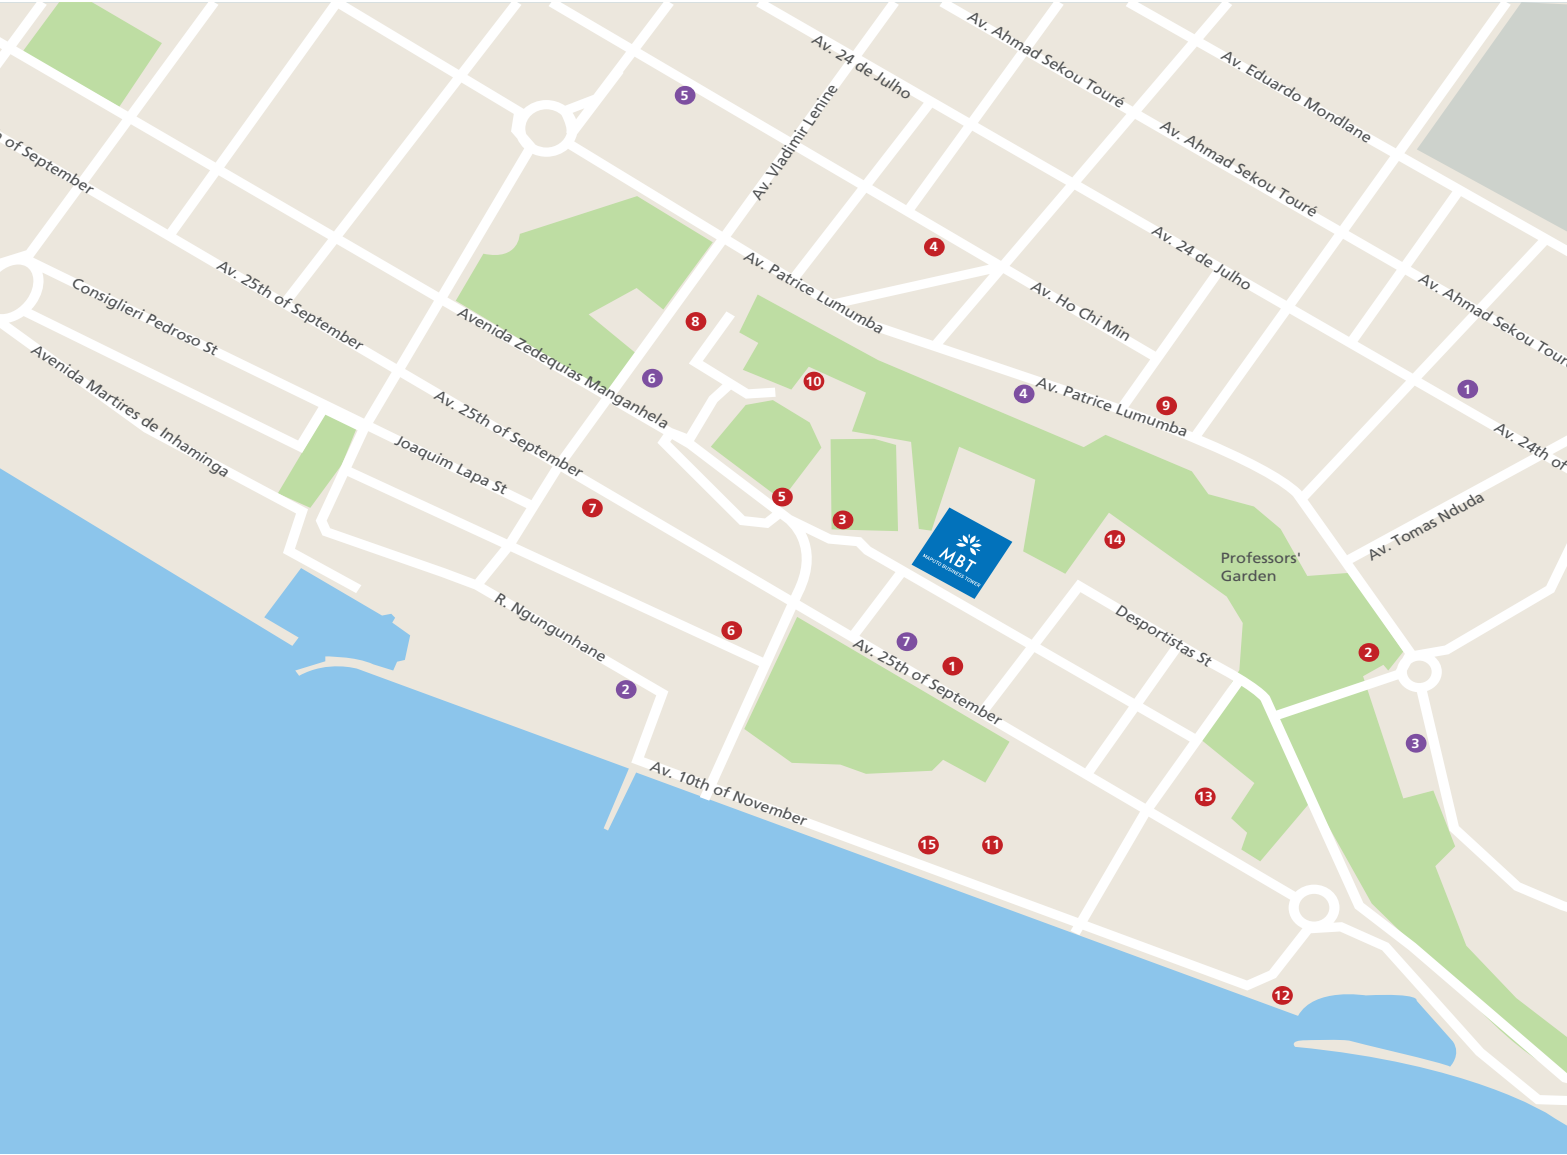 Av. Ahmad Sekou Touré
Av. 24 de Julho
Av. Eduardo Mondlane
5
Av. Vladimir Lenine
of September
Av. Ahmad Sekou Touré
4
Av. 24 de Julho
Av. Patrice Lumumba
Av. 25th of September
Consiglieri Pedroso St
Av. Ho Chi Min
Av. Ahmad Sekou Tour
Avenida Zedequias Manganhela
8
Avenida Martires de Inhaminga
6
10
4
Av. Patrice Lumumba
9
1
Av. 25th of September
Av. 24th of
Joaquim Lapa St
5
7
3
Av. Tomas Nduda
MBT
MAPUTO BUSINESS TOWER
14
Professors'
Garden
R. Ngungunhane
Desportistas St
6
7
Av. 25th of September
1
2
2
3
Av. 10th of November
13
15
11
12